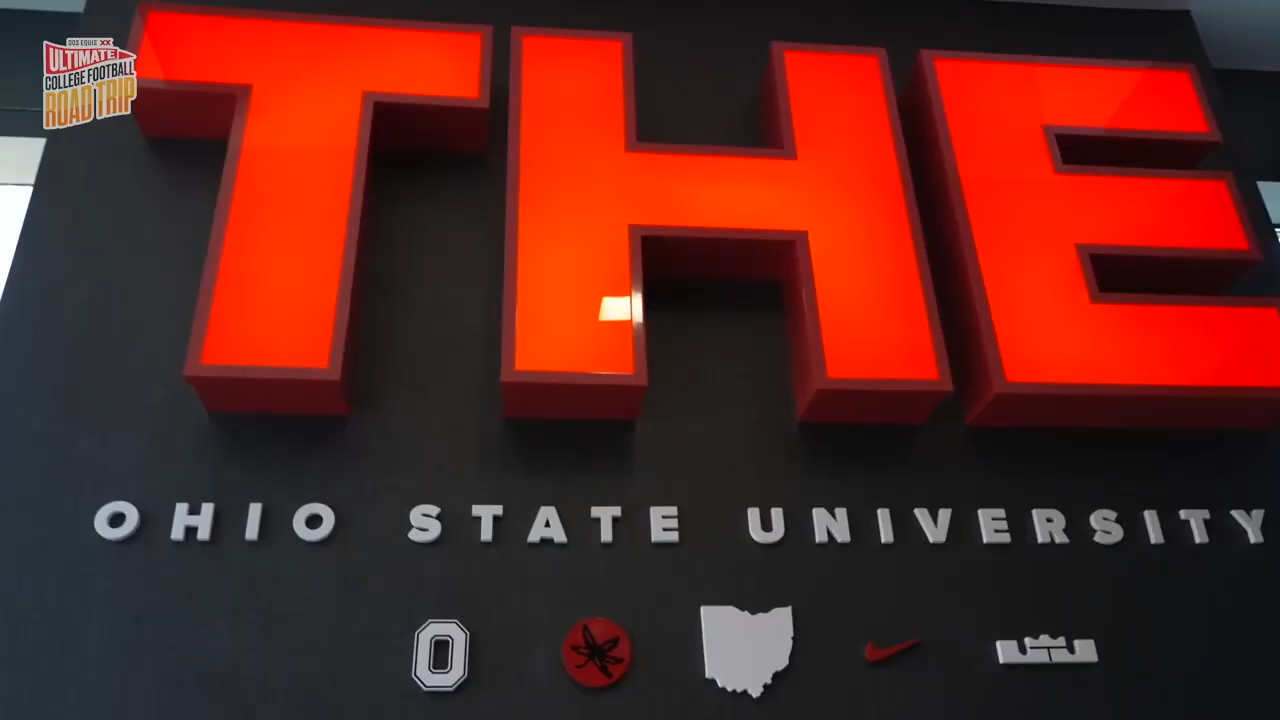 DOS EQUIS XX
ULTIMATE
COLLEGE FOOTBALL
ROAD TRIP
THE
OHIO STATE UNIVERSITY
O